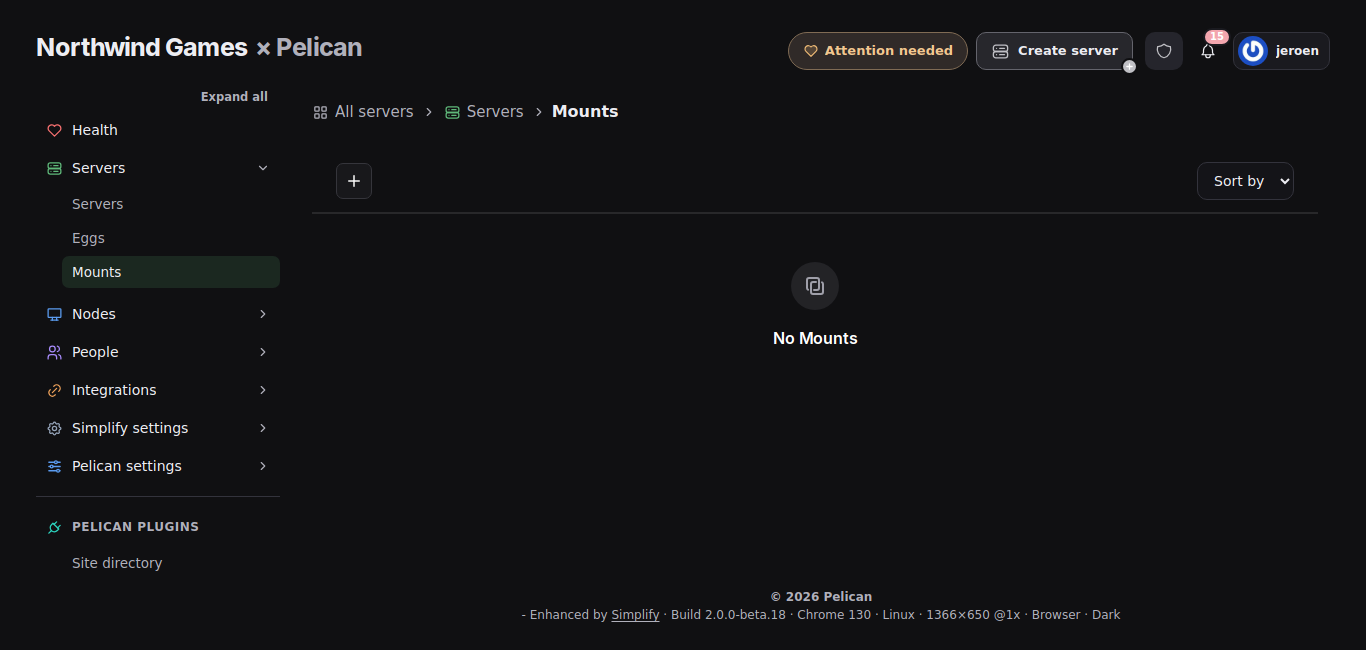 Northwind Games × Pelican
Attention needed
Create server
15
jeroen
Expand all
Health
Servers
Servers
Eggs
Mounts
Nodes
People
Integrations
Simplify settings
Pelican settings
PELICAN PLUGINS
Site directory
All servers > Servers > Mounts
Sort by
No Mounts
© 2026 Pelican
- Enhanced by Simplify · Build 2.0.0-beta.18 · Chrome 130 · Linux · 1366×650 @1x · Browser · Dark